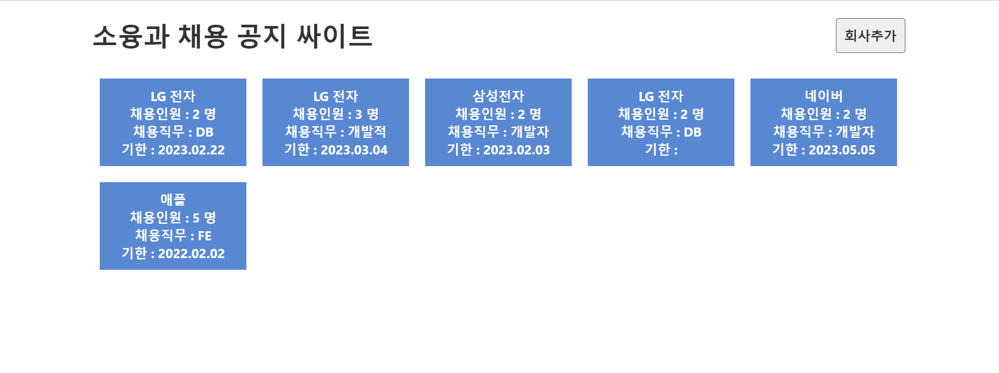 소융과 채용 공지 싸이트
회사추가
LG 전자
채용인원 : 2 명
채용직무 : DB
기한 : 2023.02.22
LG 전자
채용인원 : 3 명
채용직무 : 개발적
기한 : 2023.03.04
삼성전자
채용인원 : 2 명
채용직무 : 개발자
기한 : 2023.02.03
LG 전자
채용인원 : 2 명
채용직무 : DB
기한 :
네이버
채용인원 : 2 명
채용직무 : 개발자
기한 : 2023.05.05
애플
채용인원 : 5 명
채용직무 : FE
기한 : 2022.02.02